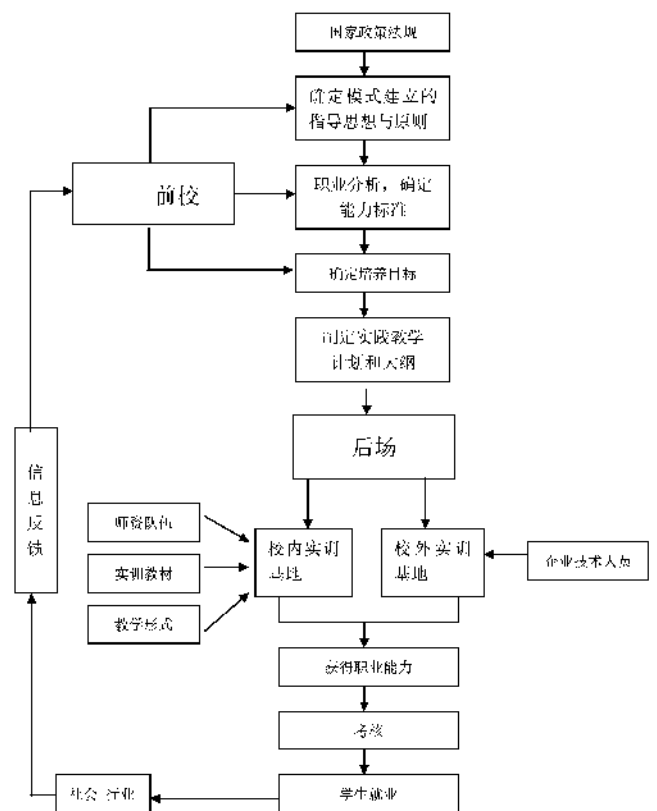 国家政策法规
确定模式建立的
指导思想与原则
前校
职业分析，确定
能力标准
确定培养目标
制定实践教学
计划和大纲
后场
信
息
反
馈
师资队伍
实训教材
教学形式
校内实训
基地
校外实训
基地
企业技术人员
获得职业能力
考核
学生就业
社会 行业